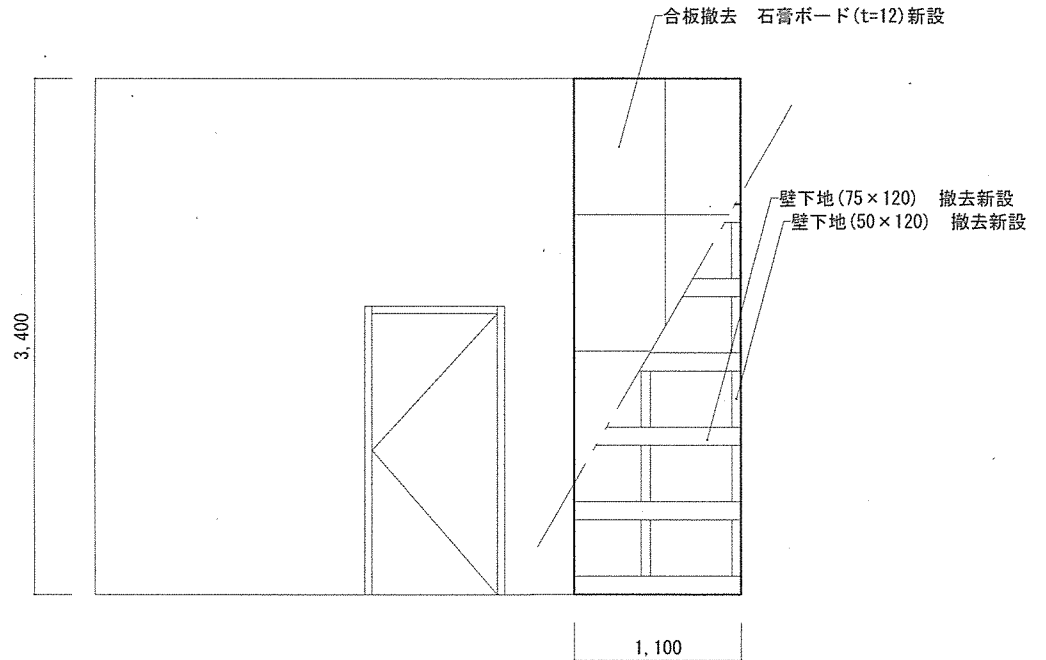 合板撤去　石膏ボード(t=12)新設
壁下地(75×120)　撤去新設
壁下地(50×120)　撤去新設
3,400
1,100